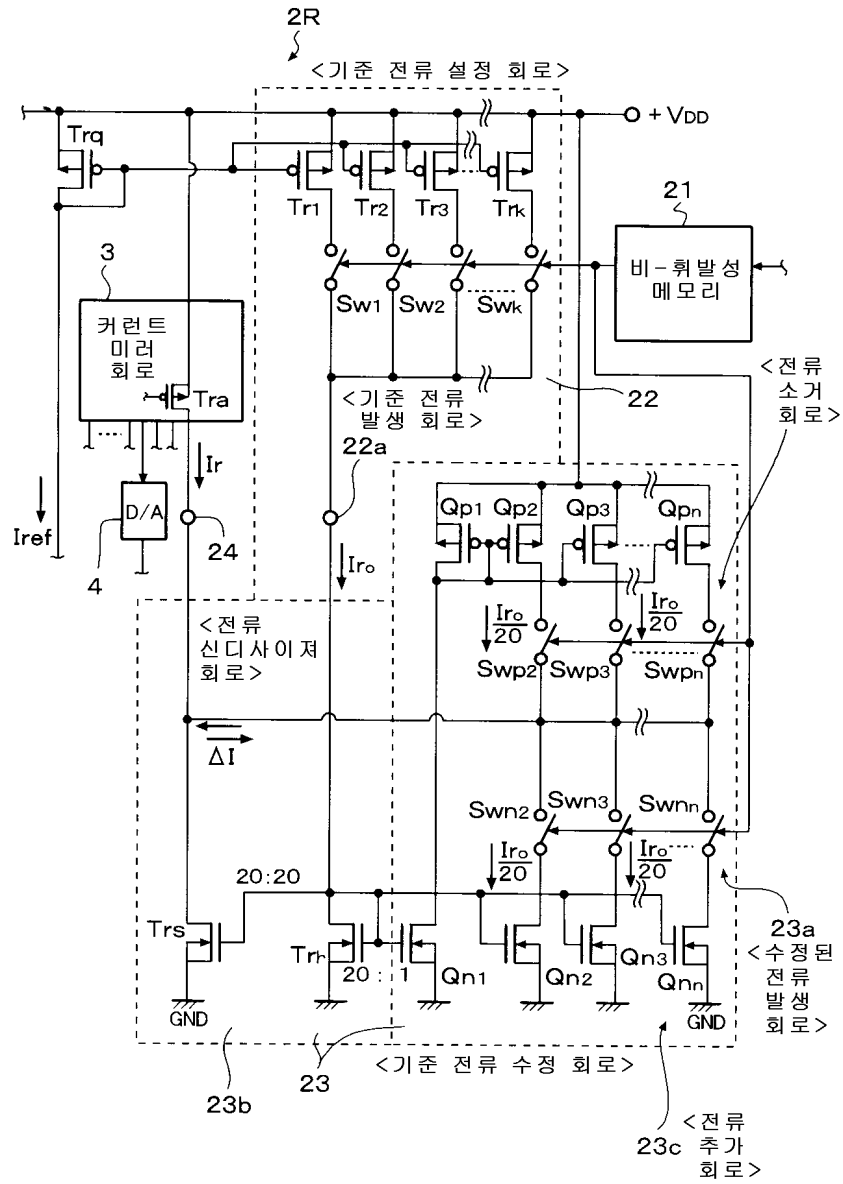 2R
<기준 전류 설정 회로>
+VDD
Trq
Tr1
Tr2
Tr3
Trk
21
비-휘발성
메모리
3
커런트
미러
회로
Tra
Sw1
Sw2
Swk
<기준 전류
발생 회로>
22
22a
<전류
소거
회로>
Iref
D/A
4
Ir
24
Iro
Qp1
Qp2
Qp3
Qpn
Iro
20
Iro
20
Swp2
Swp3
Swpn
<전류
신디사이져
회로>
ΔI
Swn2
Swn3
Swnn
Iro
20
Iro
20
20:20
Trs
Trr
20 : 1
Qn1
Qn2
Qn3
Qnn
GND
GND
23a
<수정된
전류
발생
회로>
23b
23
<기준 전류 수정 회로>
23c
<전류
추가
회로>